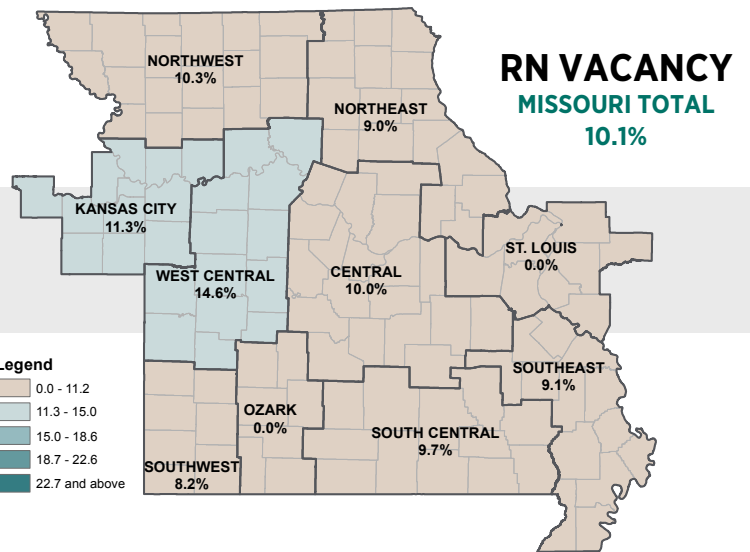 RN VACANCY
MISSOURI TOTAL
10.1%
NORTHWEST
10.3%
NORTHEAST
9.0%
KANSAS CITY
11.3%
WEST CENTRAL
14.6%
CENTRAL
10.0%
ST. LOUIS
0.0%
SOUTHEAST
9.1%
OZARK
0.0%
SOUTH CENTRAL
9.7%
SOUTHWEST
8.2%
Legend
0.0 - 11.2
11.3 - 15.0
15.0 - 18.6
18.7 - 22.6
22.7 and above